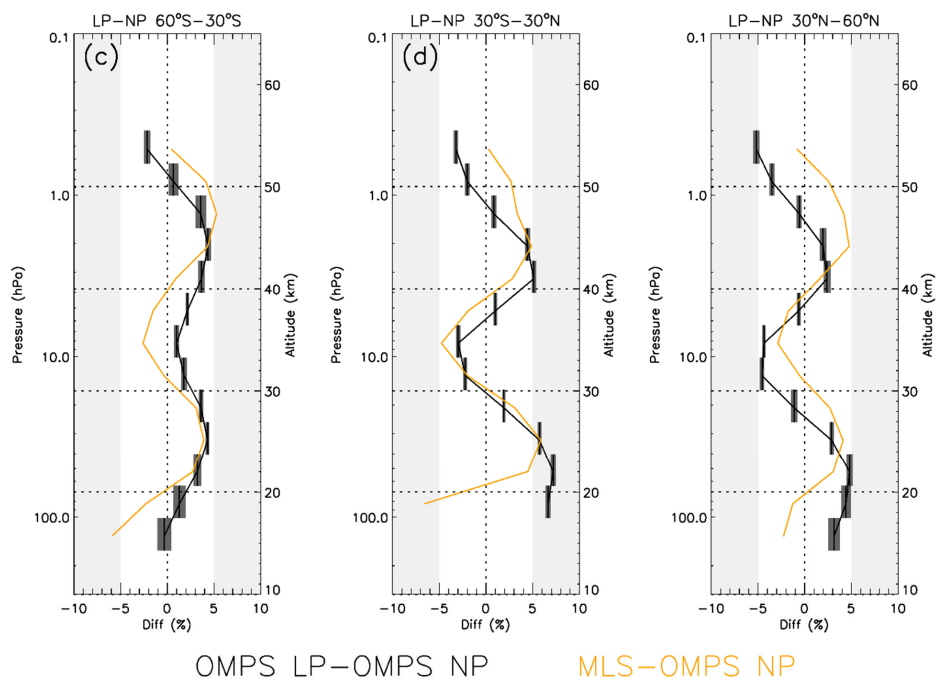 LP−NP 60°S−30°S
LP−NP 30°S−30°N
LP−NP 30°N−60°N
(c)
(d)
0.1
1.0
10.0
100.0
Pressure (hPa)
60
50
40
30
20
10
Altitude (km)
−10 −5 0 5 10
Diff (%)
0.1
1.0
10.0
100.0
Pressure (hPa)
60
50
40
30
20
10
Altitude (km)
−10 −5 0 5 10
Diff (%)
0.1
1.0
10.0
100.0
Pressure (hPa)
60
50
40
30
20
10
Altitude (km)
−10 −5 0 5 10
Diff (%)
OMPS LP−OMPS NP
MLS−OMPS NP